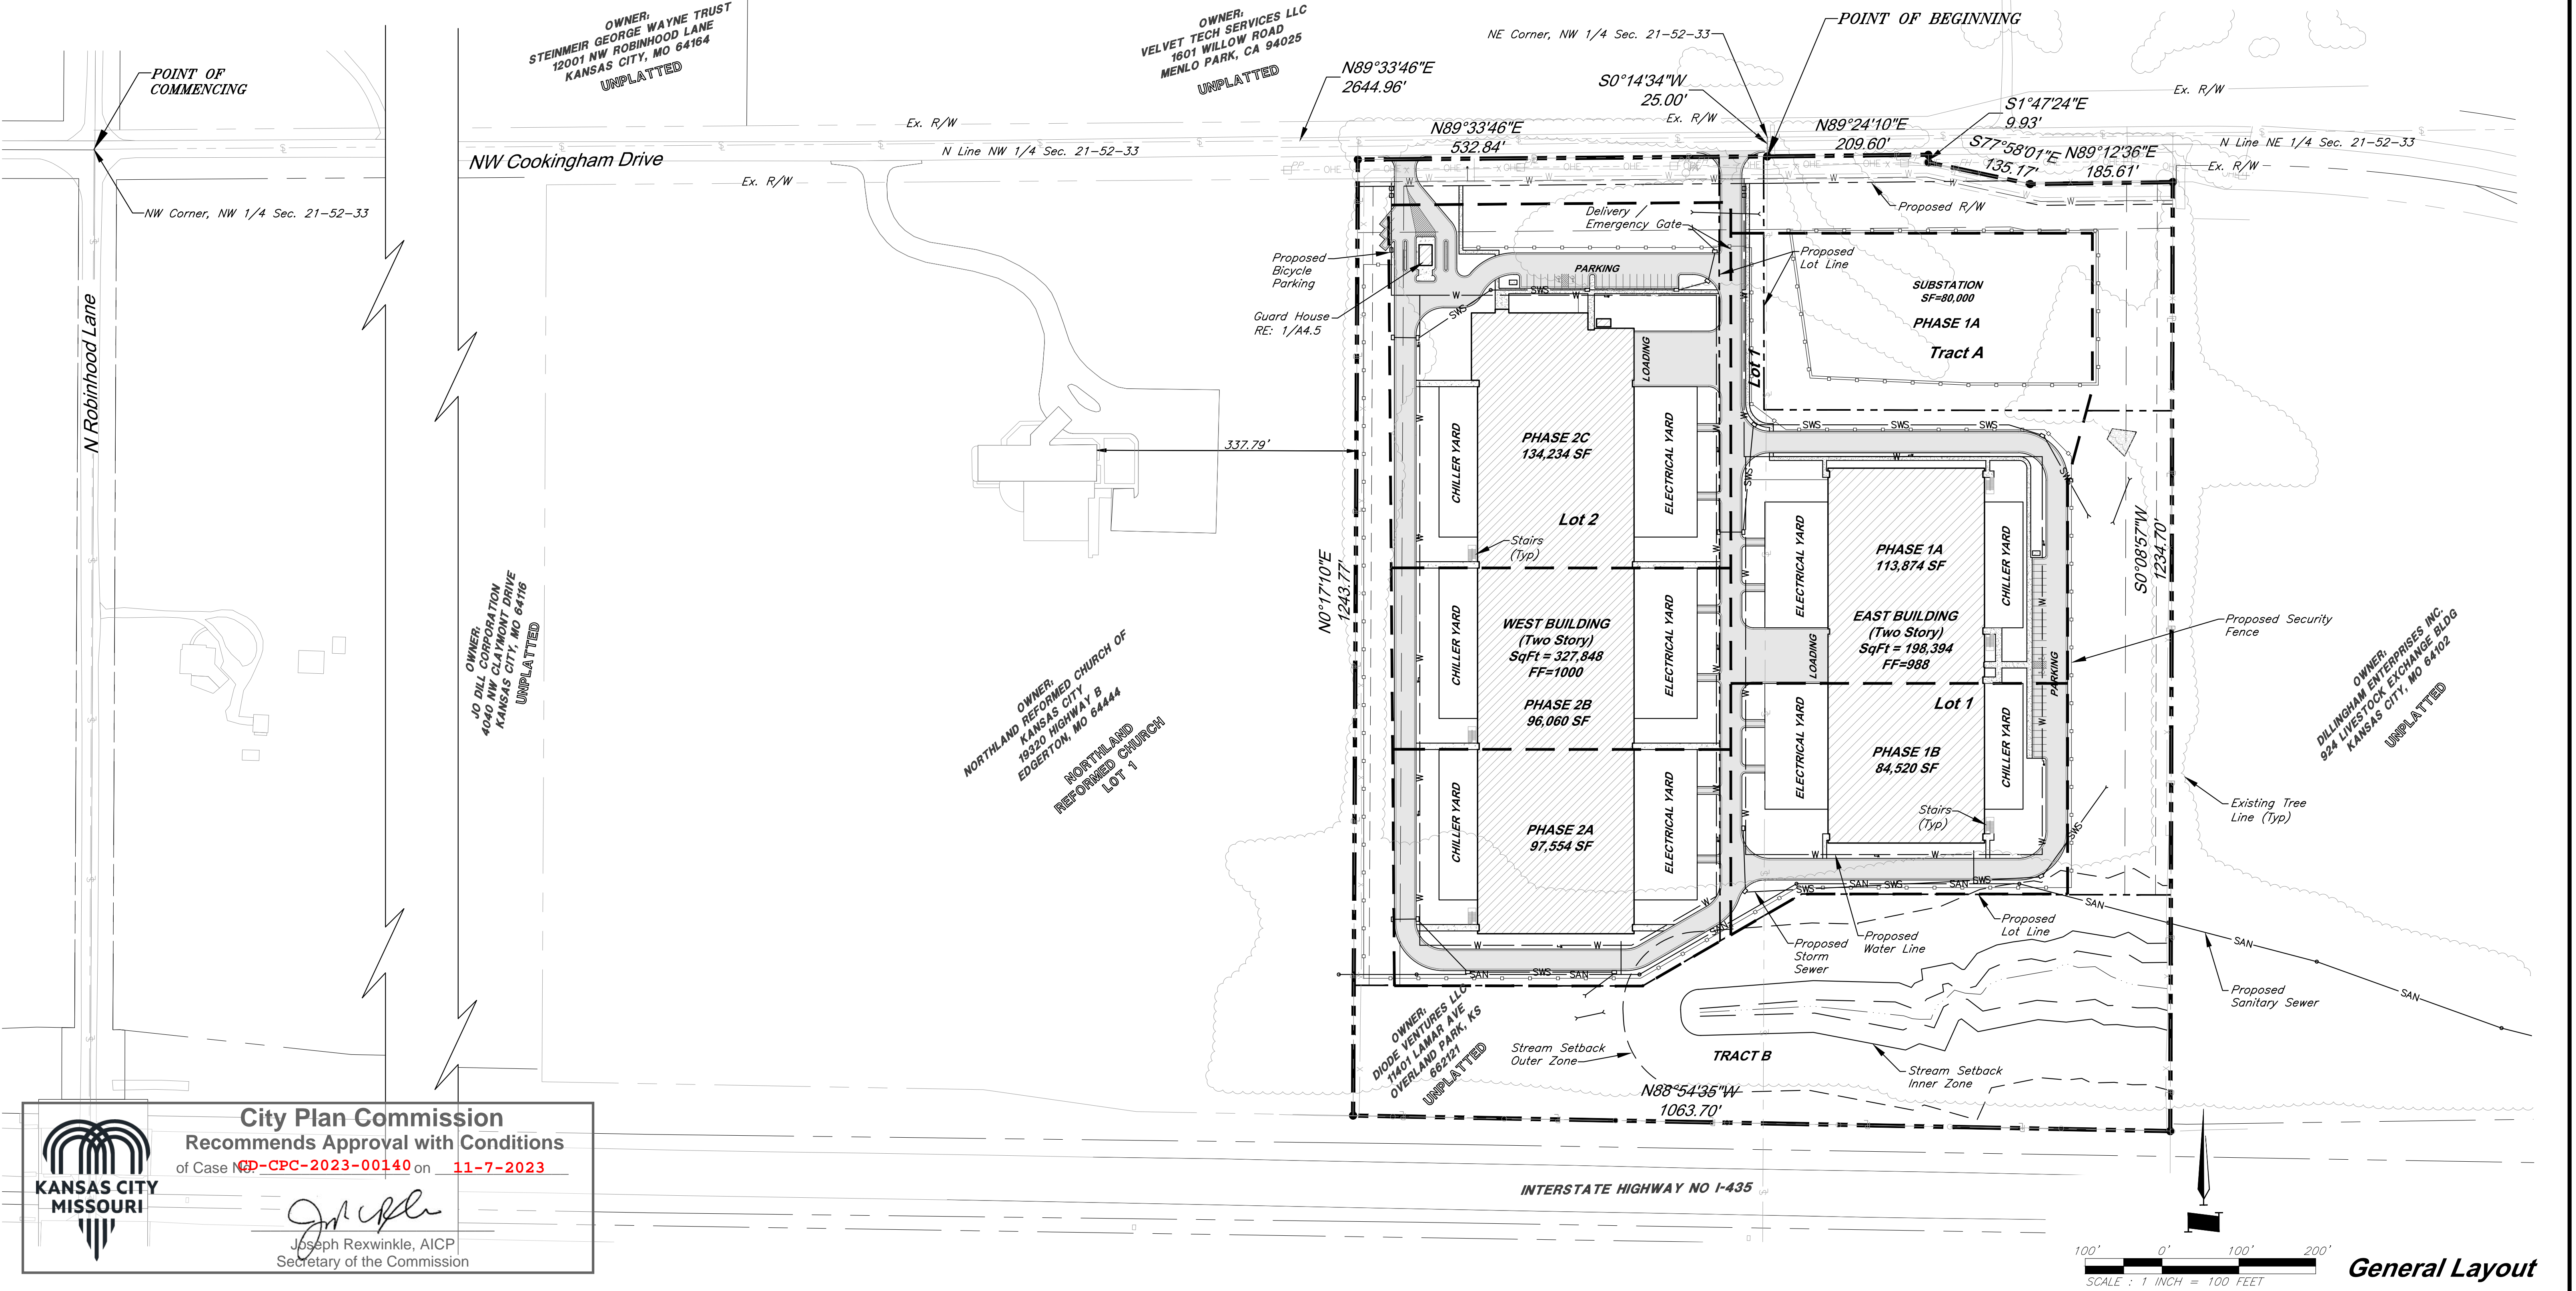 OWNER:
STEINMEIR GEORGE WAYNE TRUST
12001 NW ROBINHOOD LANE
KANSAS CITY, MO 64164
UNPLATTED
OWNER:
VELVET TECH SERVICES LLC
1601 WILLOW ROAD
MENLO PARK, CA 94025
UNPLATTED
POINT OF BEGINNING
NE Corner, NW 1/4 Sec. 21-52-33
POINT OF
COMMENCING
N89°33'46"E
2644.96'
S0°14'34"W
25.00'
Ex. R/W
Ex. R/W
S1°47'24"E
9.93'
Ex. R/W
N89°33'46"E
532.84'
N89°24'10"E
209.60'
S77°58'01"E
135.17'
N89°12'36"E
185.61'
N Line NE 1/4 Sec. 21-52-33
Ex. R/W
NW Cookingham Drive
N Line NW 1/4 Sec. 21-52-33
Ex. R/W
NW Corner, NW 1/4 Sec. 21-52-33
N Robinhood Lane
Proposed R/W
Delivery /
Emergency Gate
Proposed
Bicycle
Parking
Guard House
RE: 1/A4.5
PARKING
Proposed
Lot Line
SUBSTATION
SF=80,000
PHASE 1A
Tract A
Lot 1
LOADING
337.79'
PHASE 2C
134,234 SF
Lot 2
CHILLER YARD
ELECTRICAL YARD
Stairs
(Typ)
N0°17'10"E
1243.77'
CHILLER YARD
WEST BUILDING
(Two Story)
SqFt = 327,848
FF=1000
PHASE 2B
96,060 SF
ELECTRICAL YARD
CHILLER YARD
PHASE 2A
97,554 SF
ELECTRICAL YARD
ELECTRICAL YARD
PHASE 1A
113,874 SF
CHILLER YARD
EAST BUILDING
(Two Story)
SqFt = 198,394
FF=988
LOADING
PARKING
Lot 1
ELECTRICAL YARD
PHASE 1B
84,520 SF
CHILLER YARD
Stairs
(Typ)
S0°08'57"W
1234.70'
Proposed Security
Fence
Existing Tree
Line (Typ)
OWNER:
DILLINGHAM ENTERPRISES INC.
924 LIVESTOCK EXCHANGE BLDG
KANSAS CITY, MO 64102
UNPLATTED
OWNER:
JO DILL CORPORATION
4040 NW CLAYMONT DRIVE
KANSAS CITY, MO 64116
UNPLATTED
OWNER:
NORTHLAND REFORMED CHURCH OF
KANSAS CITY
19320 HIGHWAY B
EDGERTON, MO 64444
NORTHLAND
REFORMED CHURCH
LOT 1
OWNER:
DIODE VENTURES LLC
11401 LAMAR AVE
OVERLAND PARK, KS
662121
UNPLATTED
Proposed
Storm
Sewer
Proposed
Water Line
Proposed
Lot Line
Proposed
Sanitary Sewer
SAN
SAN
SAN
SWS
Stream Setback
Outer Zone
TRACT B
Stream Setback
Inner Zone
N88°54'35"W
1063.70'
INTERSTATE HIGHWAY NO I-435
City Plan Commission
Recommends Approval with Conditions
of Case No. CD-CPC-2023-00140 on 11-7-2023
KANSAS CITY
MISSOURI
Joseph Rexwinkle, AICP
Secretary of the Commission
100' 0' 100' 200'
SCALE : 1 INCH = 100 FEET
General Layout